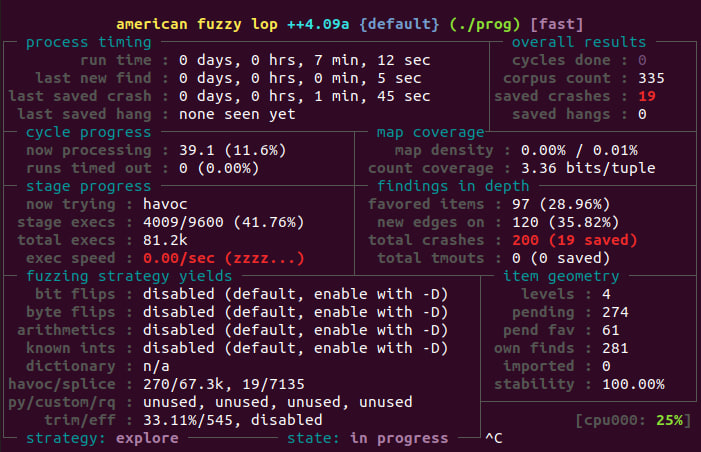 american fuzzy lop ++4.09a {default} (./prog) [fast]
process timing overall results
run time : 0 days, 0 hrs, 7 min, 12 sec cycles done : 0
last new find : 0 days, 0 hrs, 0 min, 5 sec corpus count : 335
last saved crash : 0 days, 0 hrs, 1 min, 45 sec saved crashes : 19
last saved hang : none seen yet saved hangs : 0
cycle progress map coverage
now processing : 39.1 (11.6%) map density : 0.00% / 0.01%
runs timed out : 0 (0.00%) count coverage : 3.36 bits/tuple
stage progress findings in depth
now trying : havoc favored items : 97 (28.96%)
stage execs : 4009/9600 (41.76%) new edges on : 120 (35.82%)
total execs : 81.2k total crashes : 200 (19 saved)
exec speed : 0.00/sec (zzzz...) total tmouts : 0 (0 saved)
fuzzing strategy yields item geometry
bit flips : disabled (default, enable with -D) levels : 4
byte flips : disabled (default, enable with -D) pending : 274
arithmetics : disabled (default, enable with -D) pend fav : 61
known ints : disabled (default, enable with -D) own finds : 281
dictionary : n/a imported : 0
havoc/splice : 270/67.3k, 19/7135 stability : 100.00%
py/custom/rq : unused, unused, unused, unused
trim/eff : 33.11%/545, disabled [cpu000: 25%]
strategy: explore state: in progress ^C